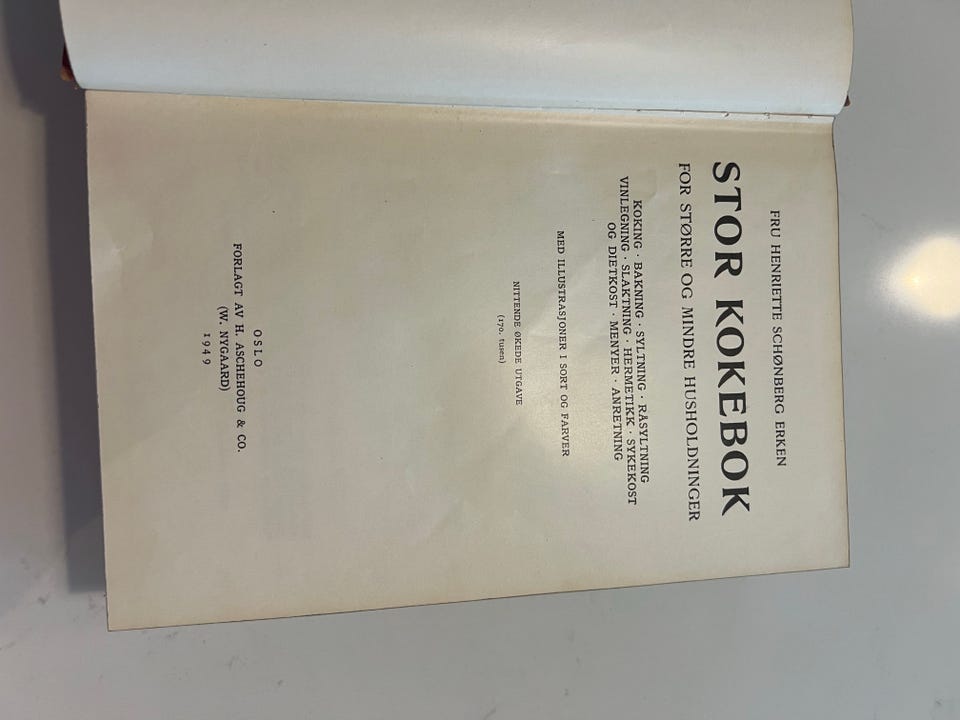 FRU HENRIETTE SCHØNBERG ERKEN
STOR KOKEBOK
FOR STØRRE OG MINDRE HUSHOLDNINGER
KOKING · BAKNING · SYLTNING · RÅSYLTNING
VINLEGNING · SLAKTNING · HERMETIKK · SYKEKOST
OG DIETKOST · MENYER · ANRETNING
MED ILLUSTRASJONER I SORT OG FARVER
NITTENDE ØKEDE UTGAVE
(170. tusen)
OSLO
FORLAGT AV H. ASCHEHOUG & CO.
(W. NYGAARD)
1949